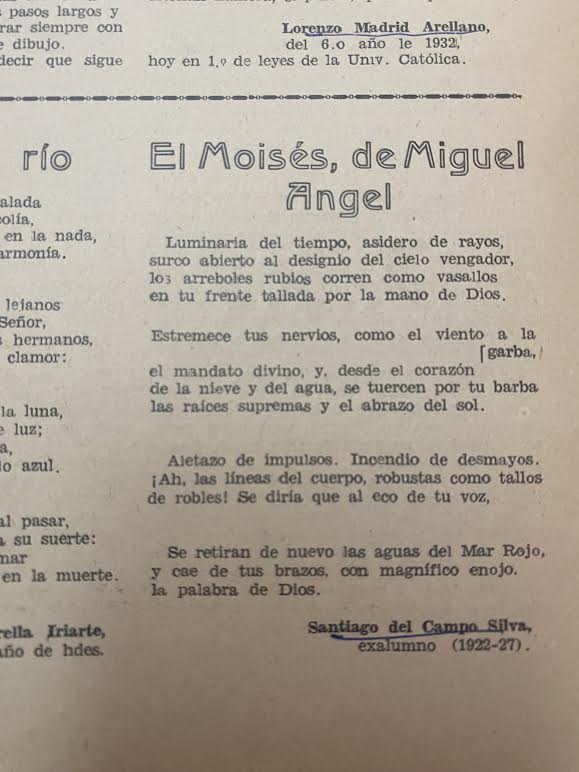 s pasos largos y
rar siempre con
e dibujo.
decir que sigue
Lorenzo Madrid Arellano,
del 6.o año le 1932,
hoy en 1.º de leyes de la Univ. Católica.
río
alada
colía,
en la nada,
armonía.
lejanos
Señor,
s hermanos,
clamor:
la luna,
e luz;
a,
lo azul.
al pasar,
a su suerte:
nar
en la muerte.
rella Iriarte,
año de hdes.
El Moisés, de Miguel
Angel
Luminaria del tiempo, asidero de rayos,
surco abierto al designio del cielo vengador,
los arreboles rubios corren como vasallos
en tu frente tallada por la mano de Dios.
Estremece tus nervios, como el viento a la
[garba,
el mandato divino, y, desde el corazón
de la nieve y del agua, se tuercen por tu barba
las raíces supremas y el abrazo del sol.
Aletazo de impulsos. Incendio de desmayos.
¡Ah, las líneas del cuerpo, robustas como tallos
de robles! Se diría que al eco de tu voz,
Se retiran de nuevo las aguas del Mar Rojo,
y cae de tus brazos, con magnífico enojo.
la palabra de Dios.
Santiago del Campo Silva,
exalumno (1922-27).